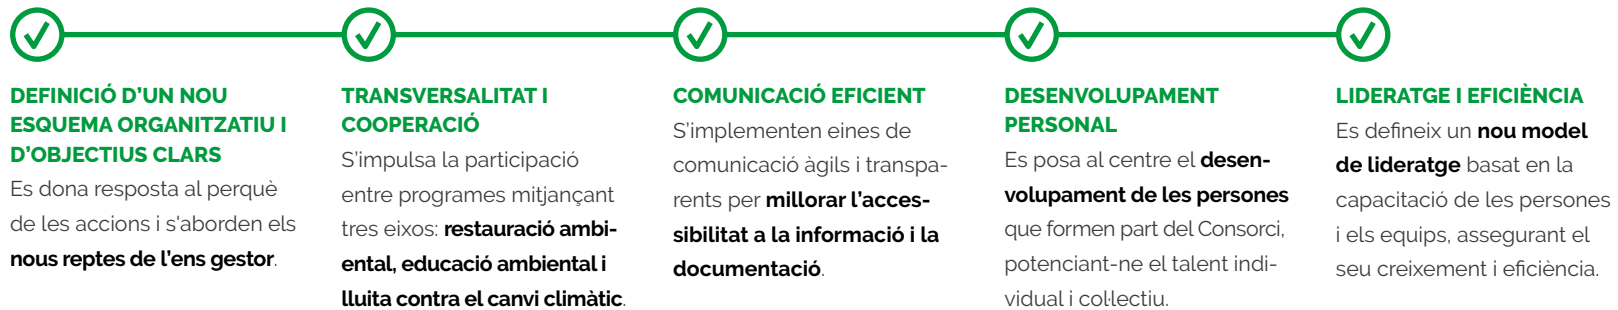 DEFINICIÓ D’UN NOU
ESQUEMA ORGANITZATIU I
D’OBJECTIUS CLARS
Es dona resposta al perquè
de les accions i s'aborden els
nous reptes de l’ens gestor.
TRANSVERSALITAT I
COOPERACIÓ
S’impulsa la participació
entre programes mitjançant
tres eixos: restauració ambi-
ental, educació ambiental i
lluita contra el canvi climàtic.
COMUNICACIÓ EFICIENT
S’implementen eines de
comunicació àgils i transpa-
rents per millorar l’acces-
sibilitat a la informació i la
documentació.
DESENVOLUPAMENT
PERSONAL
Es posa al centre el desen-
volupament de les persones
que formen part del Consorci,
potenciant-ne el talent indi-
vidual i col·lectiu.
LIDERATGE I EFICIÈNCIA
Es defineix un nou model
de lideratge basat en la
capacitació de les persones
i els equips, assegurant el
seu creixement i eficiència.